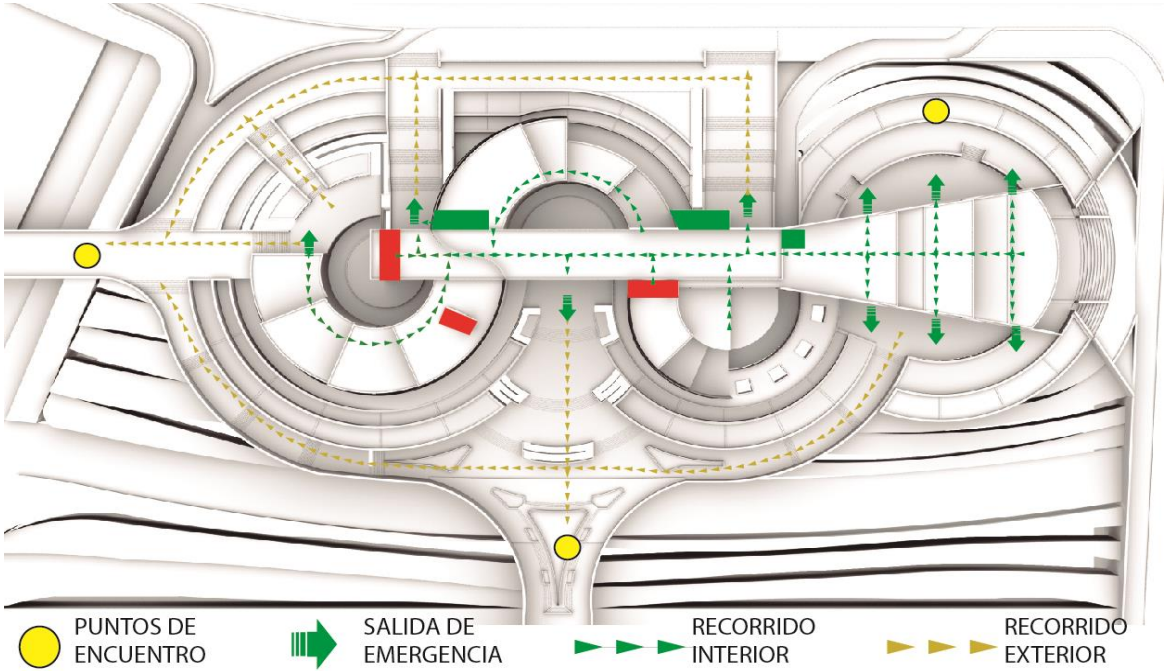 PUNTOS DE
ENCUENTRO
SALIDA DE
EMERGENCIA
RECORRIDO
INTERIOR
RECORRIDO
EXTERIOR